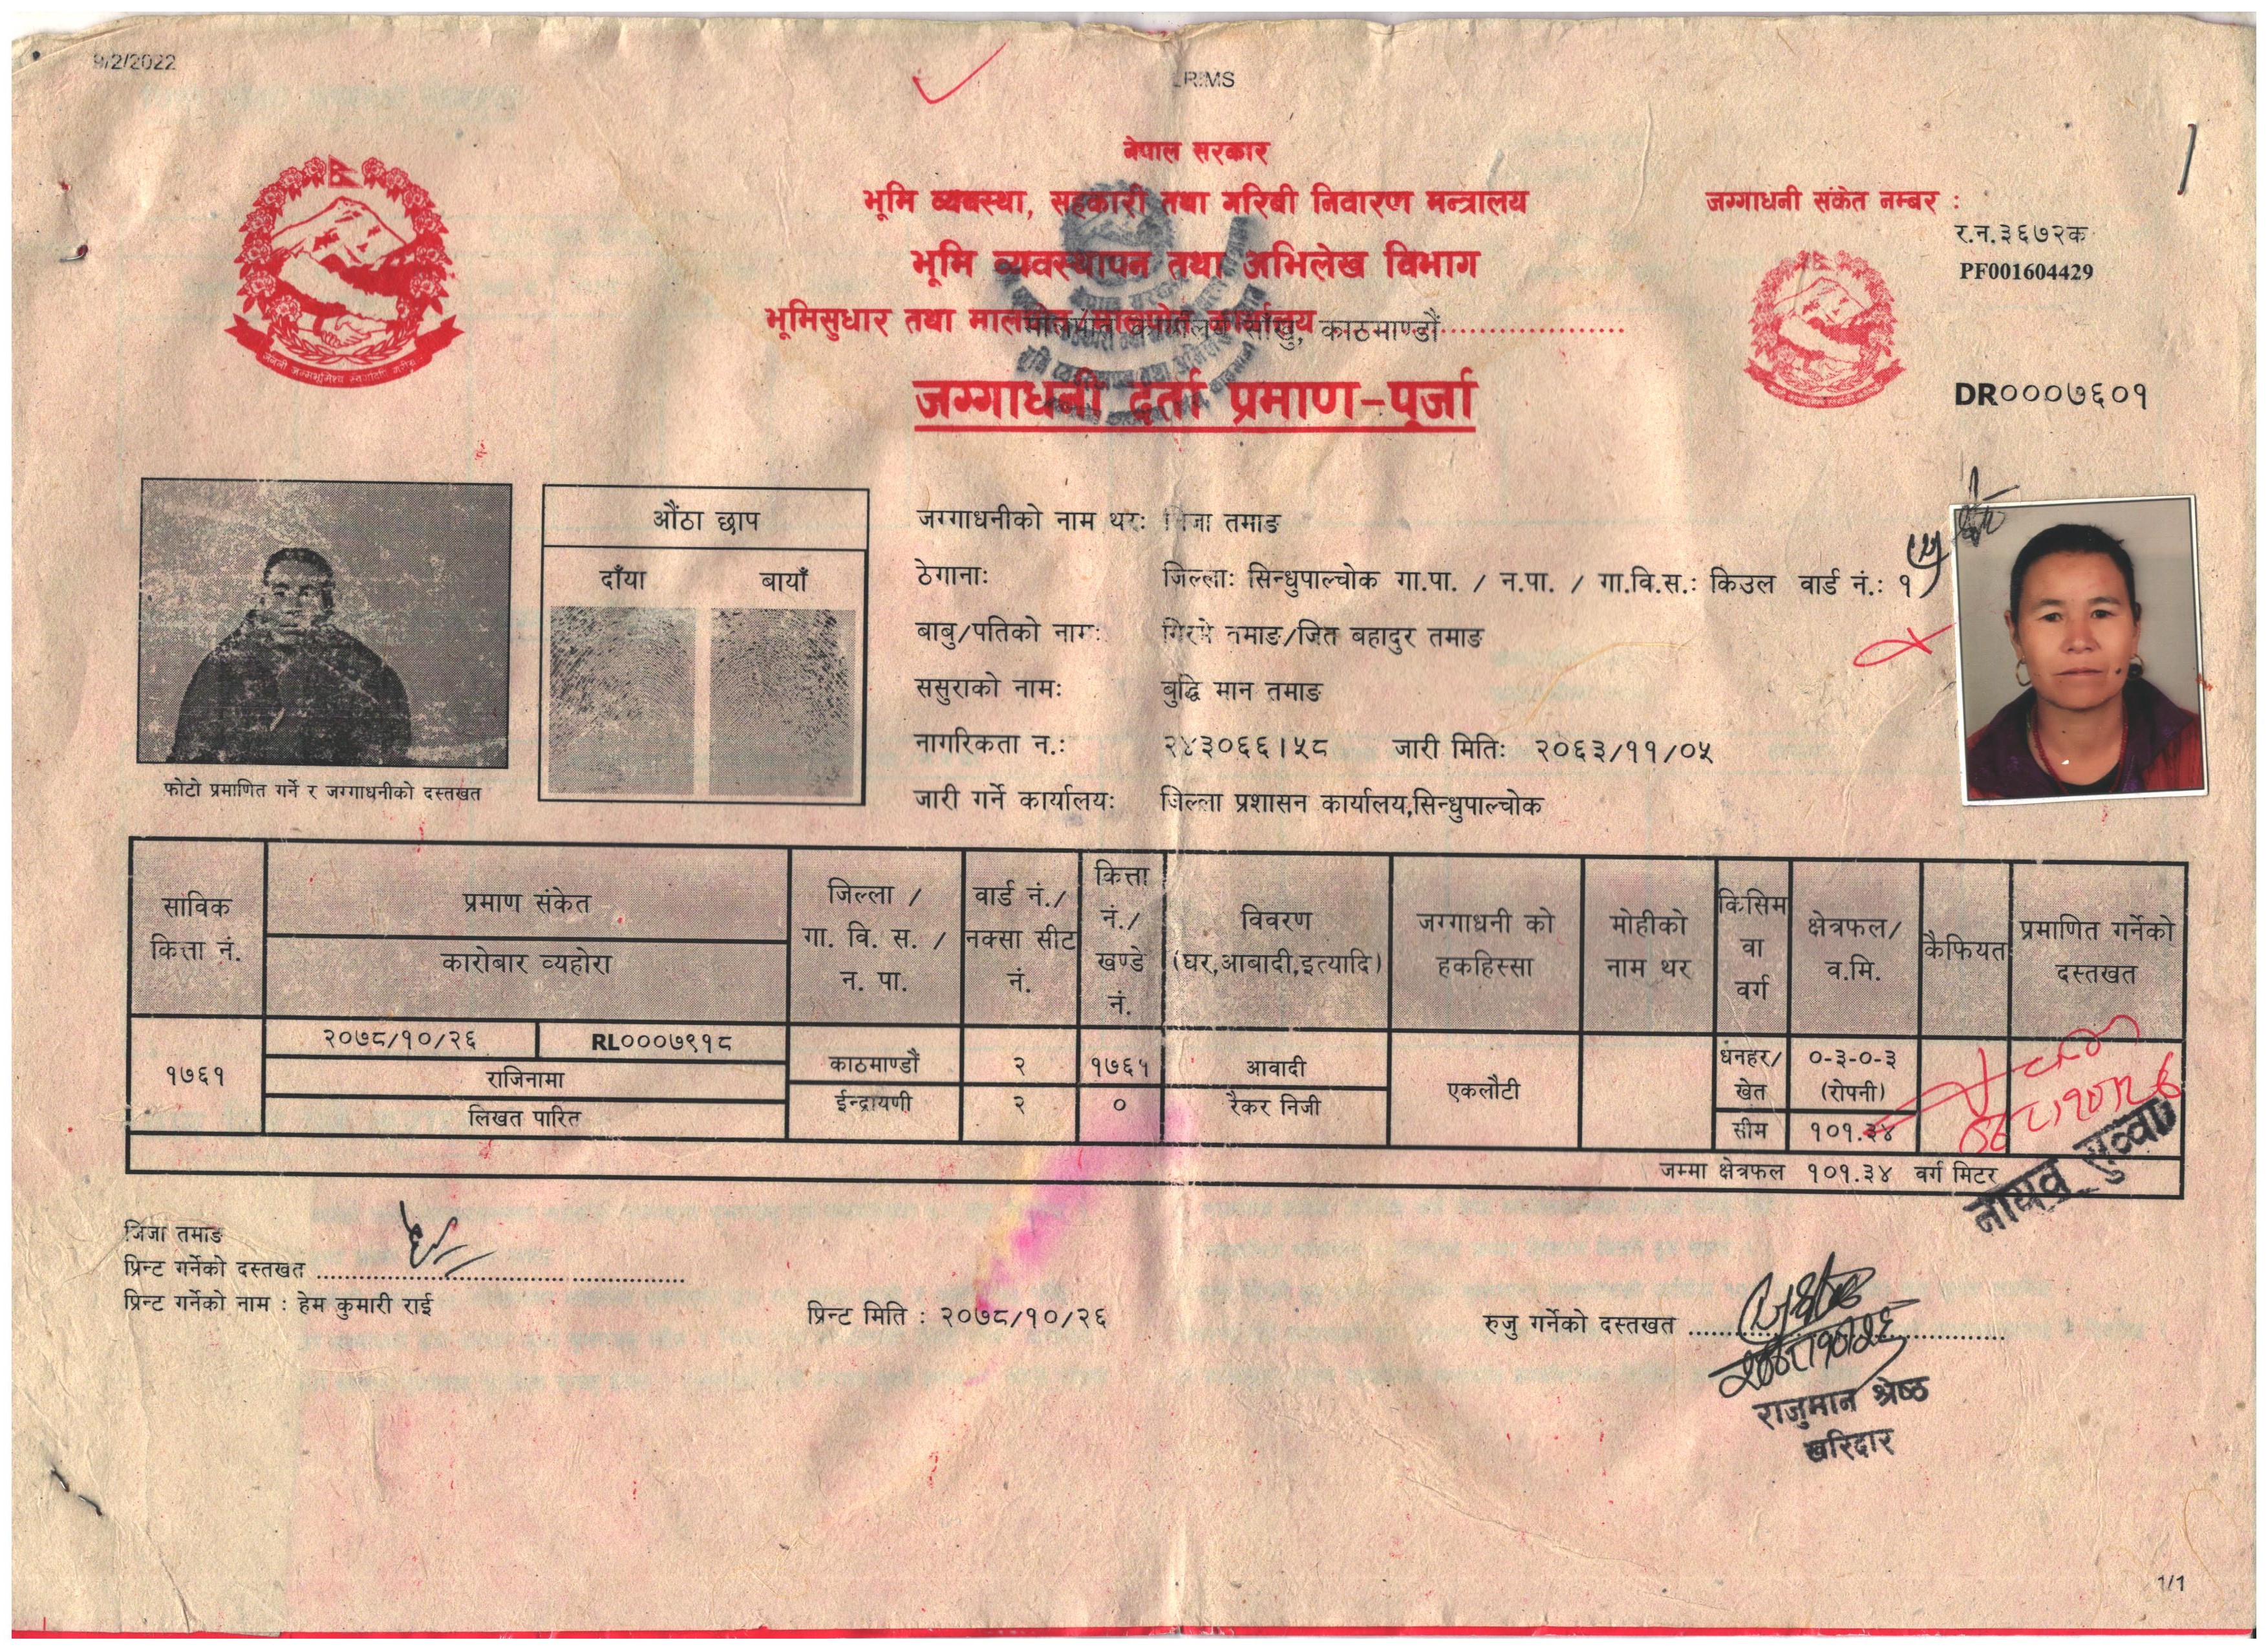 9/2/2022
LRIMS
नेपाल सरकार
भूमि व्यवस्था, सहकारी तथा गरिबी निवारण मन्त्रालय
जग्गाधनी संकेत नम्बर :
र.न.३६७२क
भूमि व्यवस्थापन तथा अभिलेख विभाग
PF001604429
भूमिसुधार तथा मालपोत/मालपोत कार्यालय
काठमाण्डौं
जग्गाधनी दर्ता प्रमाण-पूर्जा
DR०००७६०१
औंठा छाप
दाँया बायाँ
फोटो प्रमाणित गर्ने र जग्गाधनीको दस्तखत
जग्गाधनीको नाम थर: जिजा तमाङ
ठेगाना: जिल्ला: सिन्धुपाल्चोक गा.पा. / न.पा. / गा.वि.स.: किउल वार्ड नं.: १
बाबु/पतिको नाम: तमाङ/जित बहादुर तमाङ
ससुराको नाम: बुद्धि मान तमाङ
नागरिकता न.: २४३०६६।५८ जारी मिति: २०६३/११/०५
जारी गर्ने कार्यालय: जिल्ला प्रशासन कार्यालय,सिन्धुपाल्चोक
साविक कित्ता नं.
प्रमाण संकेत
कारोबार व्यहोरा
जिल्ला / गा. वि. स. / न. पा.
वार्ड नं./ नक्सा सीट नं.
कित्ता नं./ खण्डे नं.
विवरण (घर,आबादी,इत्यादि)
जग्गाधनी को हकहिस्सा
मोहीको नाम थर
किसिम वा वर्ग
क्षेत्रफल/ व.मि.
कैफियत
प्रमाणित गर्नेको दस्तखत
१७६१
२०७८/१०/२६ RL०००७९१८
राजिनामा
लिखत पारित
काठमाण्डौं २ १७६१ आवादी
ईन्द्रायणी २ ० रैकर निजी
एकलौटी
धनहर/ खेत
सीम
०-३-०-३
(रोपनी)
१०१.३४
जम्मा क्षेत्रफल १०१.३४ वर्ग मिटर
नायव सुव्वा
जिजा तमाङ
प्रिन्ट गर्नेको दस्तखत
प्रिन्ट गर्नेको नाम : हेम कुमारी राई
प्रिन्ट मिति : २०७८/१०/२६
रुजु गर्नेको दस्तखत
२०७८।१०।२६
राजुमान श्रेष्ठ
खरिदार
1/1